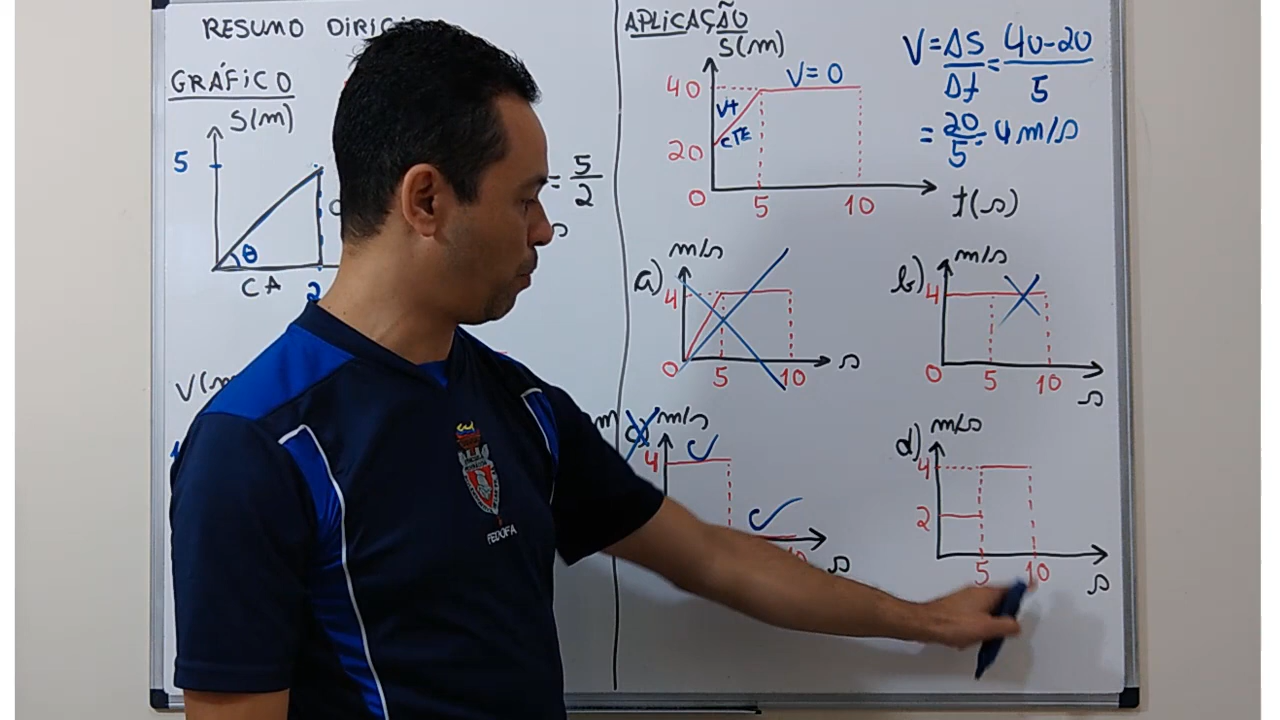 RESUMO
GRÁFICO
S(m)
5
θ
CA
2
= 5/2
APLICAÇÃO
S(m)
40
V=0
V+
CTE
20
0
5
10
t(s)
V = ΔS/Δt = 40-20/5
= 20/5 = 4 m/s
a)
m/s
4
0
5
10
s
b)
m/s
4
0
5
10
s
c)
m/s
4
s
d)
m/s
4
2
5
10
s
FEDOFA